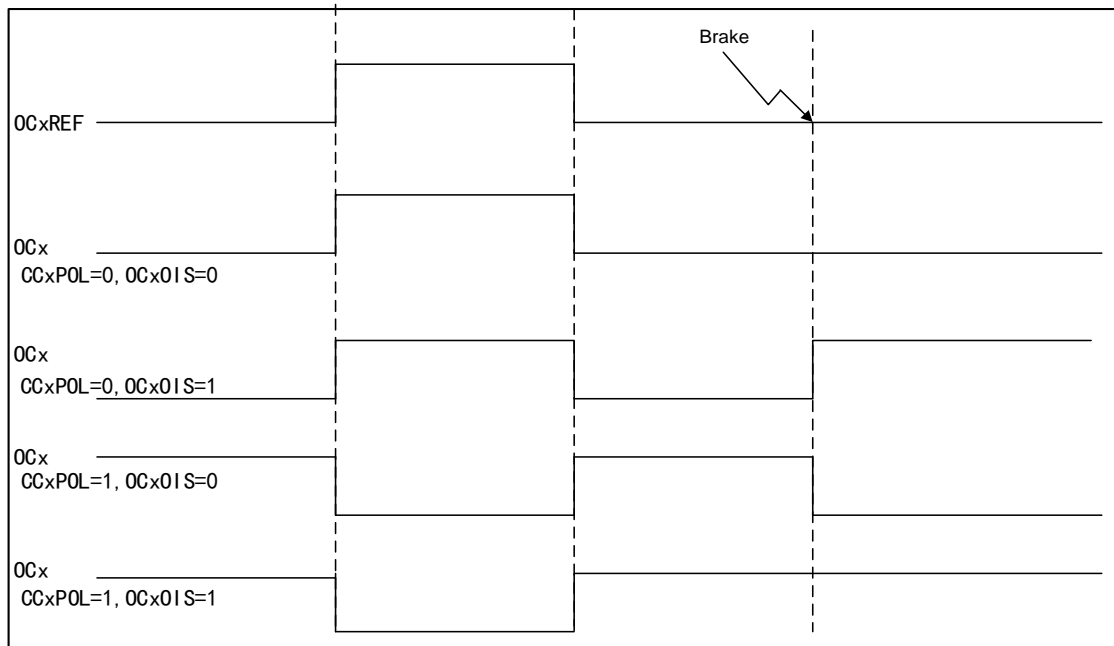 Brake
OCxREF
OCx
CCxPOL=0, OCxOIS=0
OCx
CCxPOL=0, OCxOIS=1
OCx
CCxPOL=1, OCxOIS=0
OCx
CCxPOL=1, OCxOIS=1